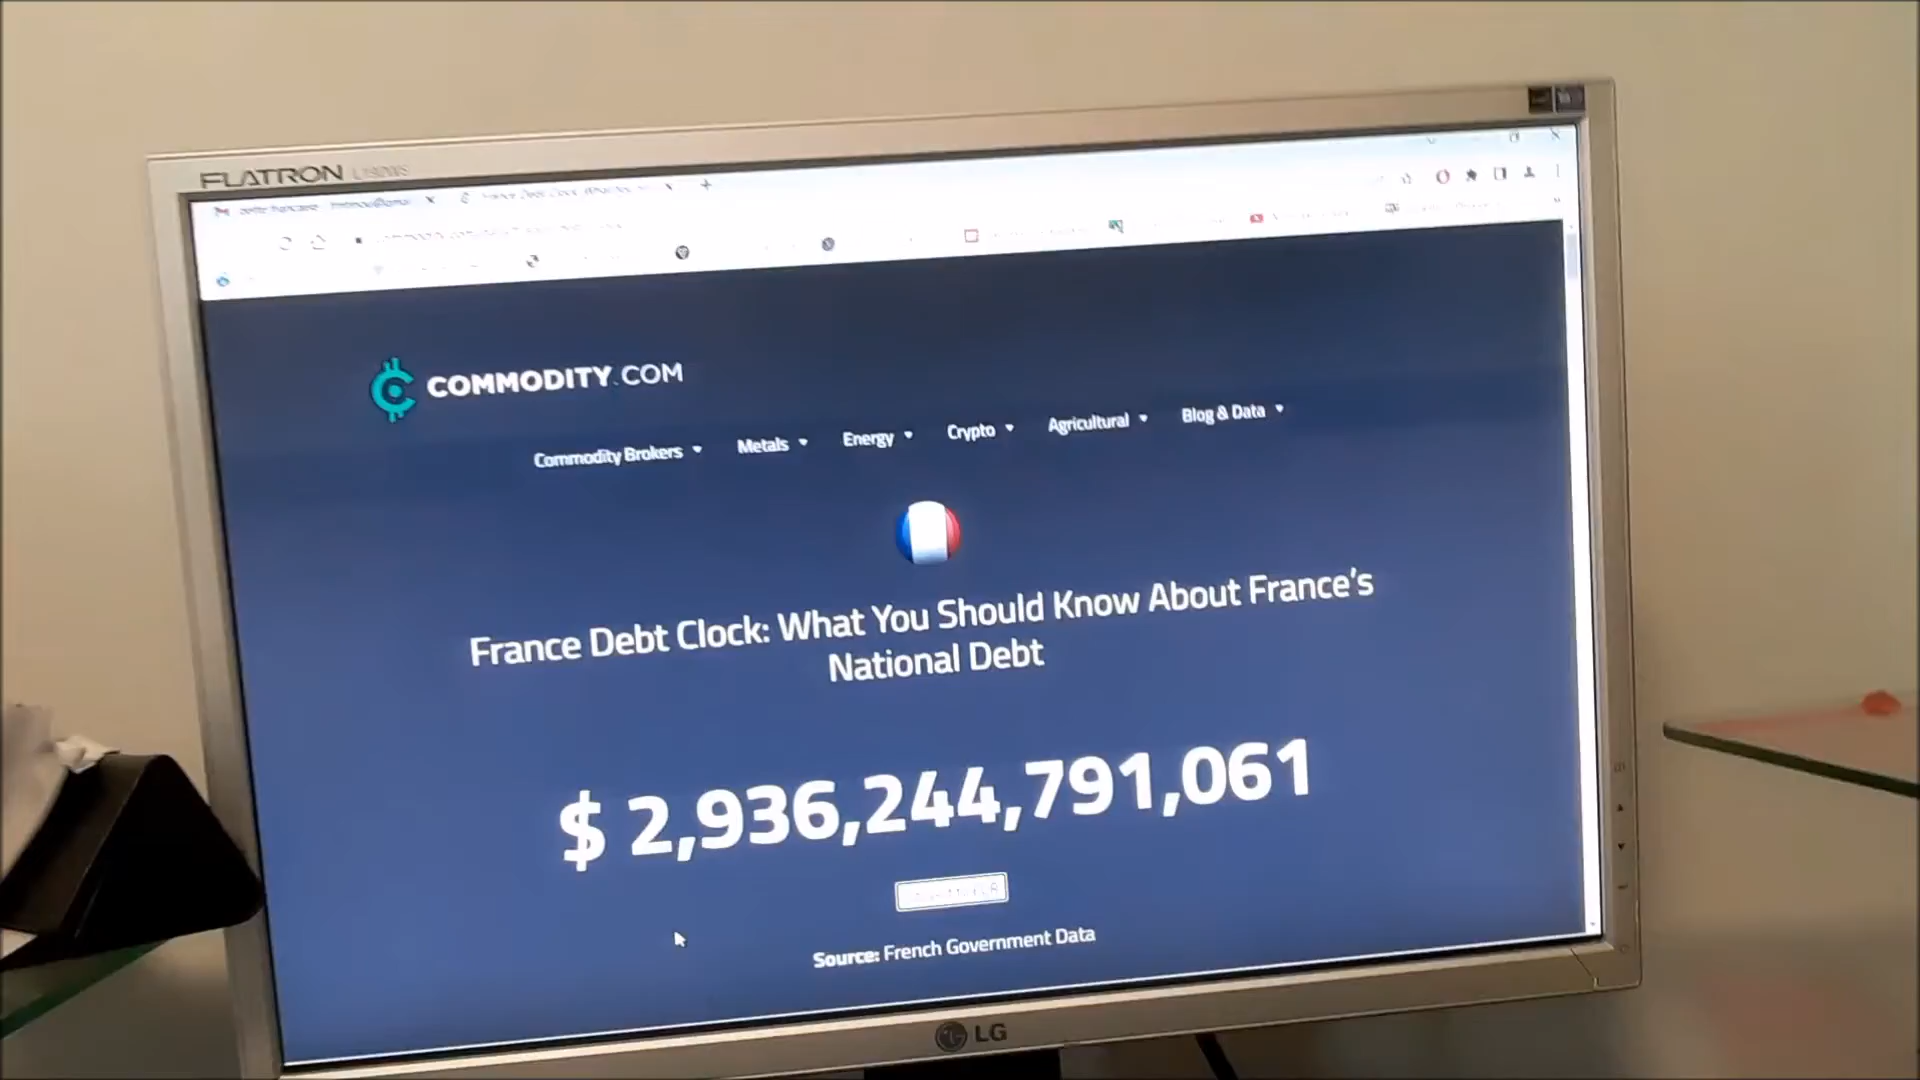 FLATRON
COMMODITY.COM
Commodity Brokers Metals Energy Crypto Agricultural Blog & Data
France Debt Clock: What You Should Know About France's
National Debt
$ 2,936,244,791,061
Source: French Government Data
LG